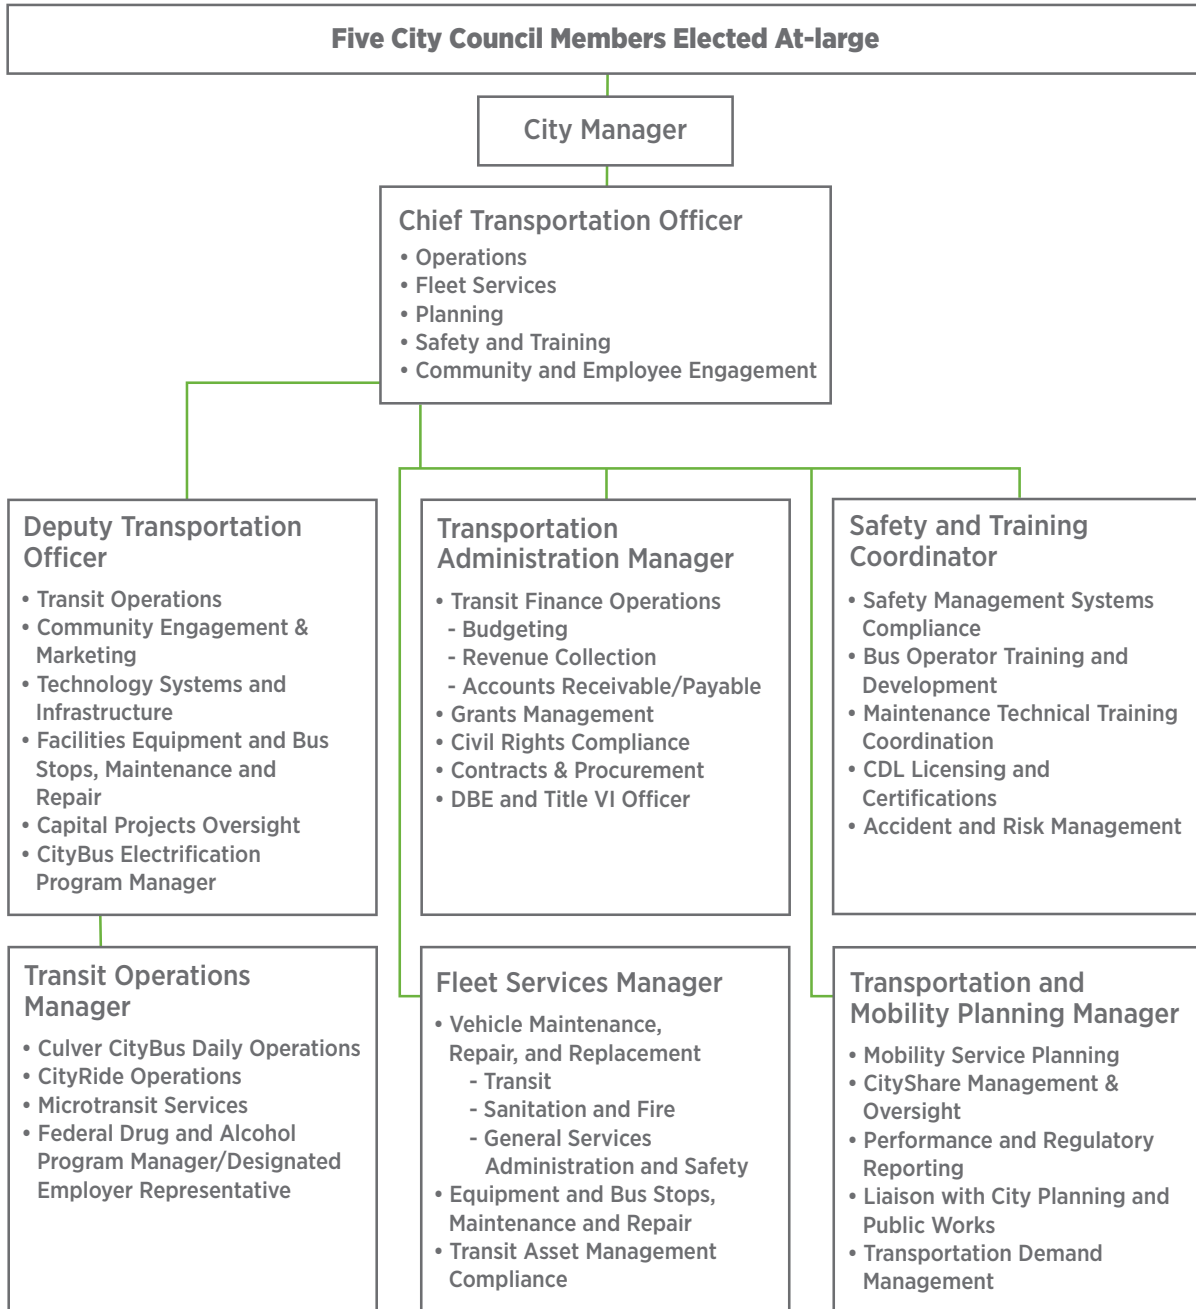 Five City Council Members Elected At-large
City Manager
Chief Transportation Officer
• Operations
• Fleet Services
• Planning
• Safety and Training
• Community and Employee Engagement
Deputy Transportation
Officer
• Transit Operations
• Community Engagement &
Marketing
• Technology Systems and
Infrastructure
• Facilities Equipment and Bus
Stops, Maintenance and
Repair
• Capital Projects Oversight
• CityBus Electrification
Program Manager
Transportation
Administration Manager
• Transit Finance Operations
- Budgeting
- Revenue Collection
- Accounts Receivable/Payable
• Grants Management
• Civil Rights Compliance
• Contracts & Procurement
• DBE and Title VI Officer
Safety and Training
Coordinator
• Safety Management Systems
Compliance
• Bus Operator Training and
Development
• Maintenance Technical Training
Coordination
• CDL Licensing and
Certifications
• Accident and Risk Management
Transit Operations
Manager
• Culver CityBus Daily Operations
• CityRide Operations
• Microtransit Services
• Federal Drug and Alcohol
Program Manager/Designated
Employer Representative
Fleet Services Manager
• Vehicle Maintenance,
Repair, and Replacement
- Transit
- Sanitation and Fire
- General Services
Administration and Safety
• Equipment and Bus Stops,
Maintenance and Repair
• Transit Asset Management
Compliance
Transportation and
Mobility Planning Manager
• Mobility Service Planning
• CityShare Management &
Oversight
• Performance and Regulatory
Reporting
• Liaison with City Planning and
Public Works
• Transportation Demand
Management